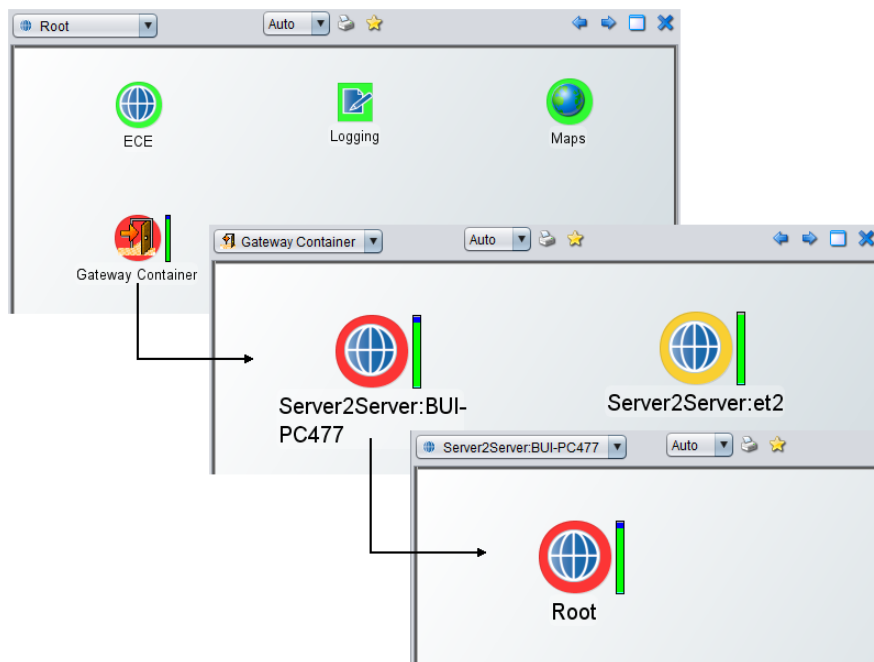 Root
Auto
ECE
Logging
Maps
Gateway Container
Gateway Container
Auto
Server2Server:BUI-
PC477
Server2Server:et2
Server2Server:BUI-PC477
Auto
Root